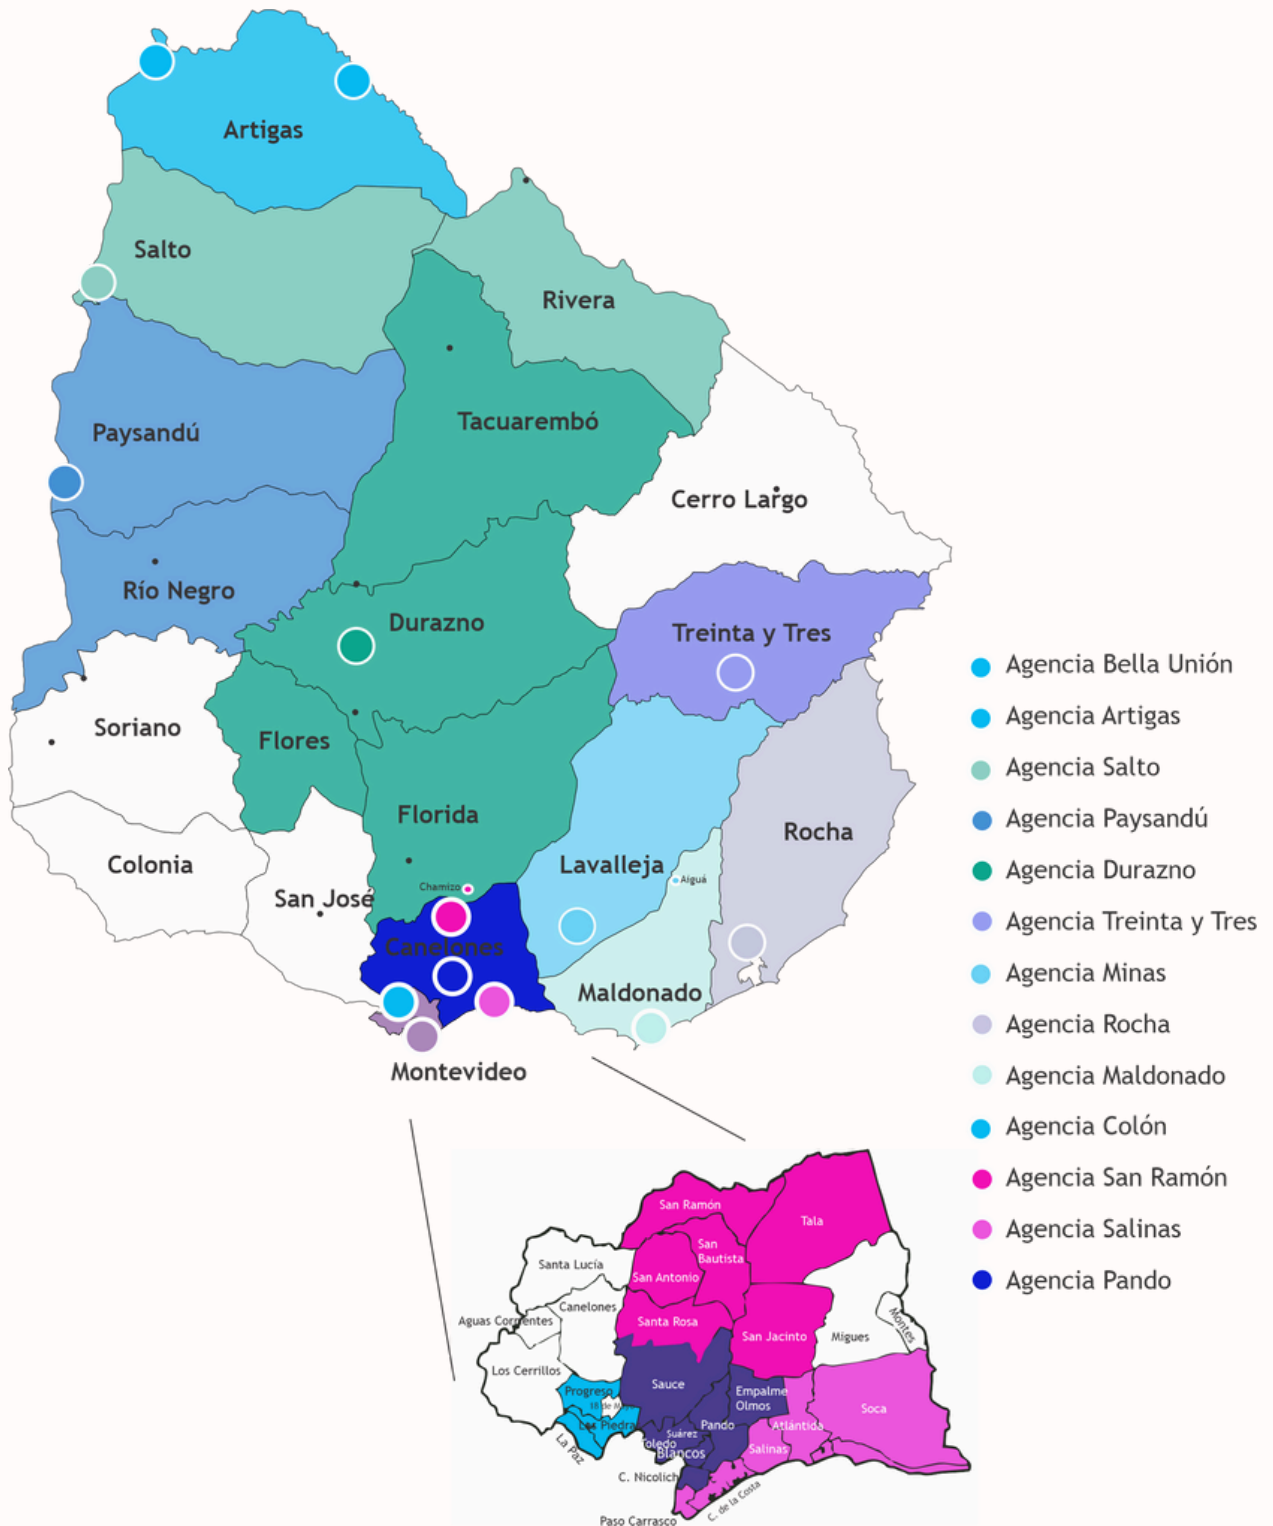 Artigas
Salto
Rivera
Tacuarembó
Paysandú
Cerro Largo
Río Negro
Durazno
Treinta y Tres
Soriano
Flores
Florida
Rocha
Colonia
Lavalleja
Aiguá
San José
Chamizo
Canelones
Maldonado
Montevideo
Agencia Bella Unión
Agencia Artigas
Agencia Salto
Agencia Paysandú
Agencia Durazno
Agencia Treinta y Tres
Agencia Minas
Agencia Rocha
Agencia Maldonado
Agencia Colón
Agencia San Ramón
Agencia Salinas
Agencia Pando
San Ramón
Tala
San
Bautista
Santa Lucía
San Antonio
Canelones
Aguas Corrientes
Santa Rosa
San Jacinto
Migues
Montes
Los Cerrillos
Sauce
Progreso
18 de Mayo
Empalme
Olmos
Soca
Las Piedra
Pando
Atlántida
Suárez
Toledo
Blancos
Salinas
La Paz
C. Nicolich
C. de la Costa
Paso Carrasco